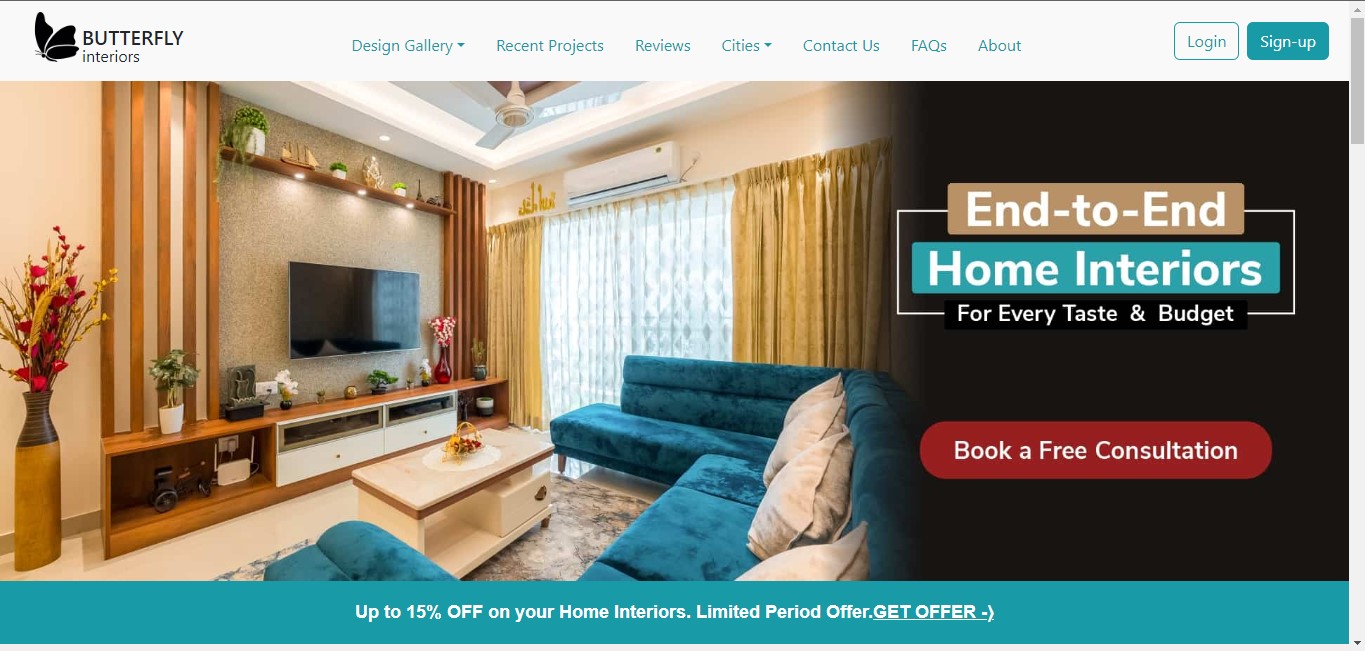 BUTTERFLY
interiors
Design Gallery
Recent Projects
Reviews
Cities
Contact Us
FAQs
About
Login
Sign-up
End-to-End
Home Interiors
For Every Taste & Budget
Book a Free Consultation
Up to 15% OFF on your Home Interiors. Limited Period Offer.GET OFFER -⟩